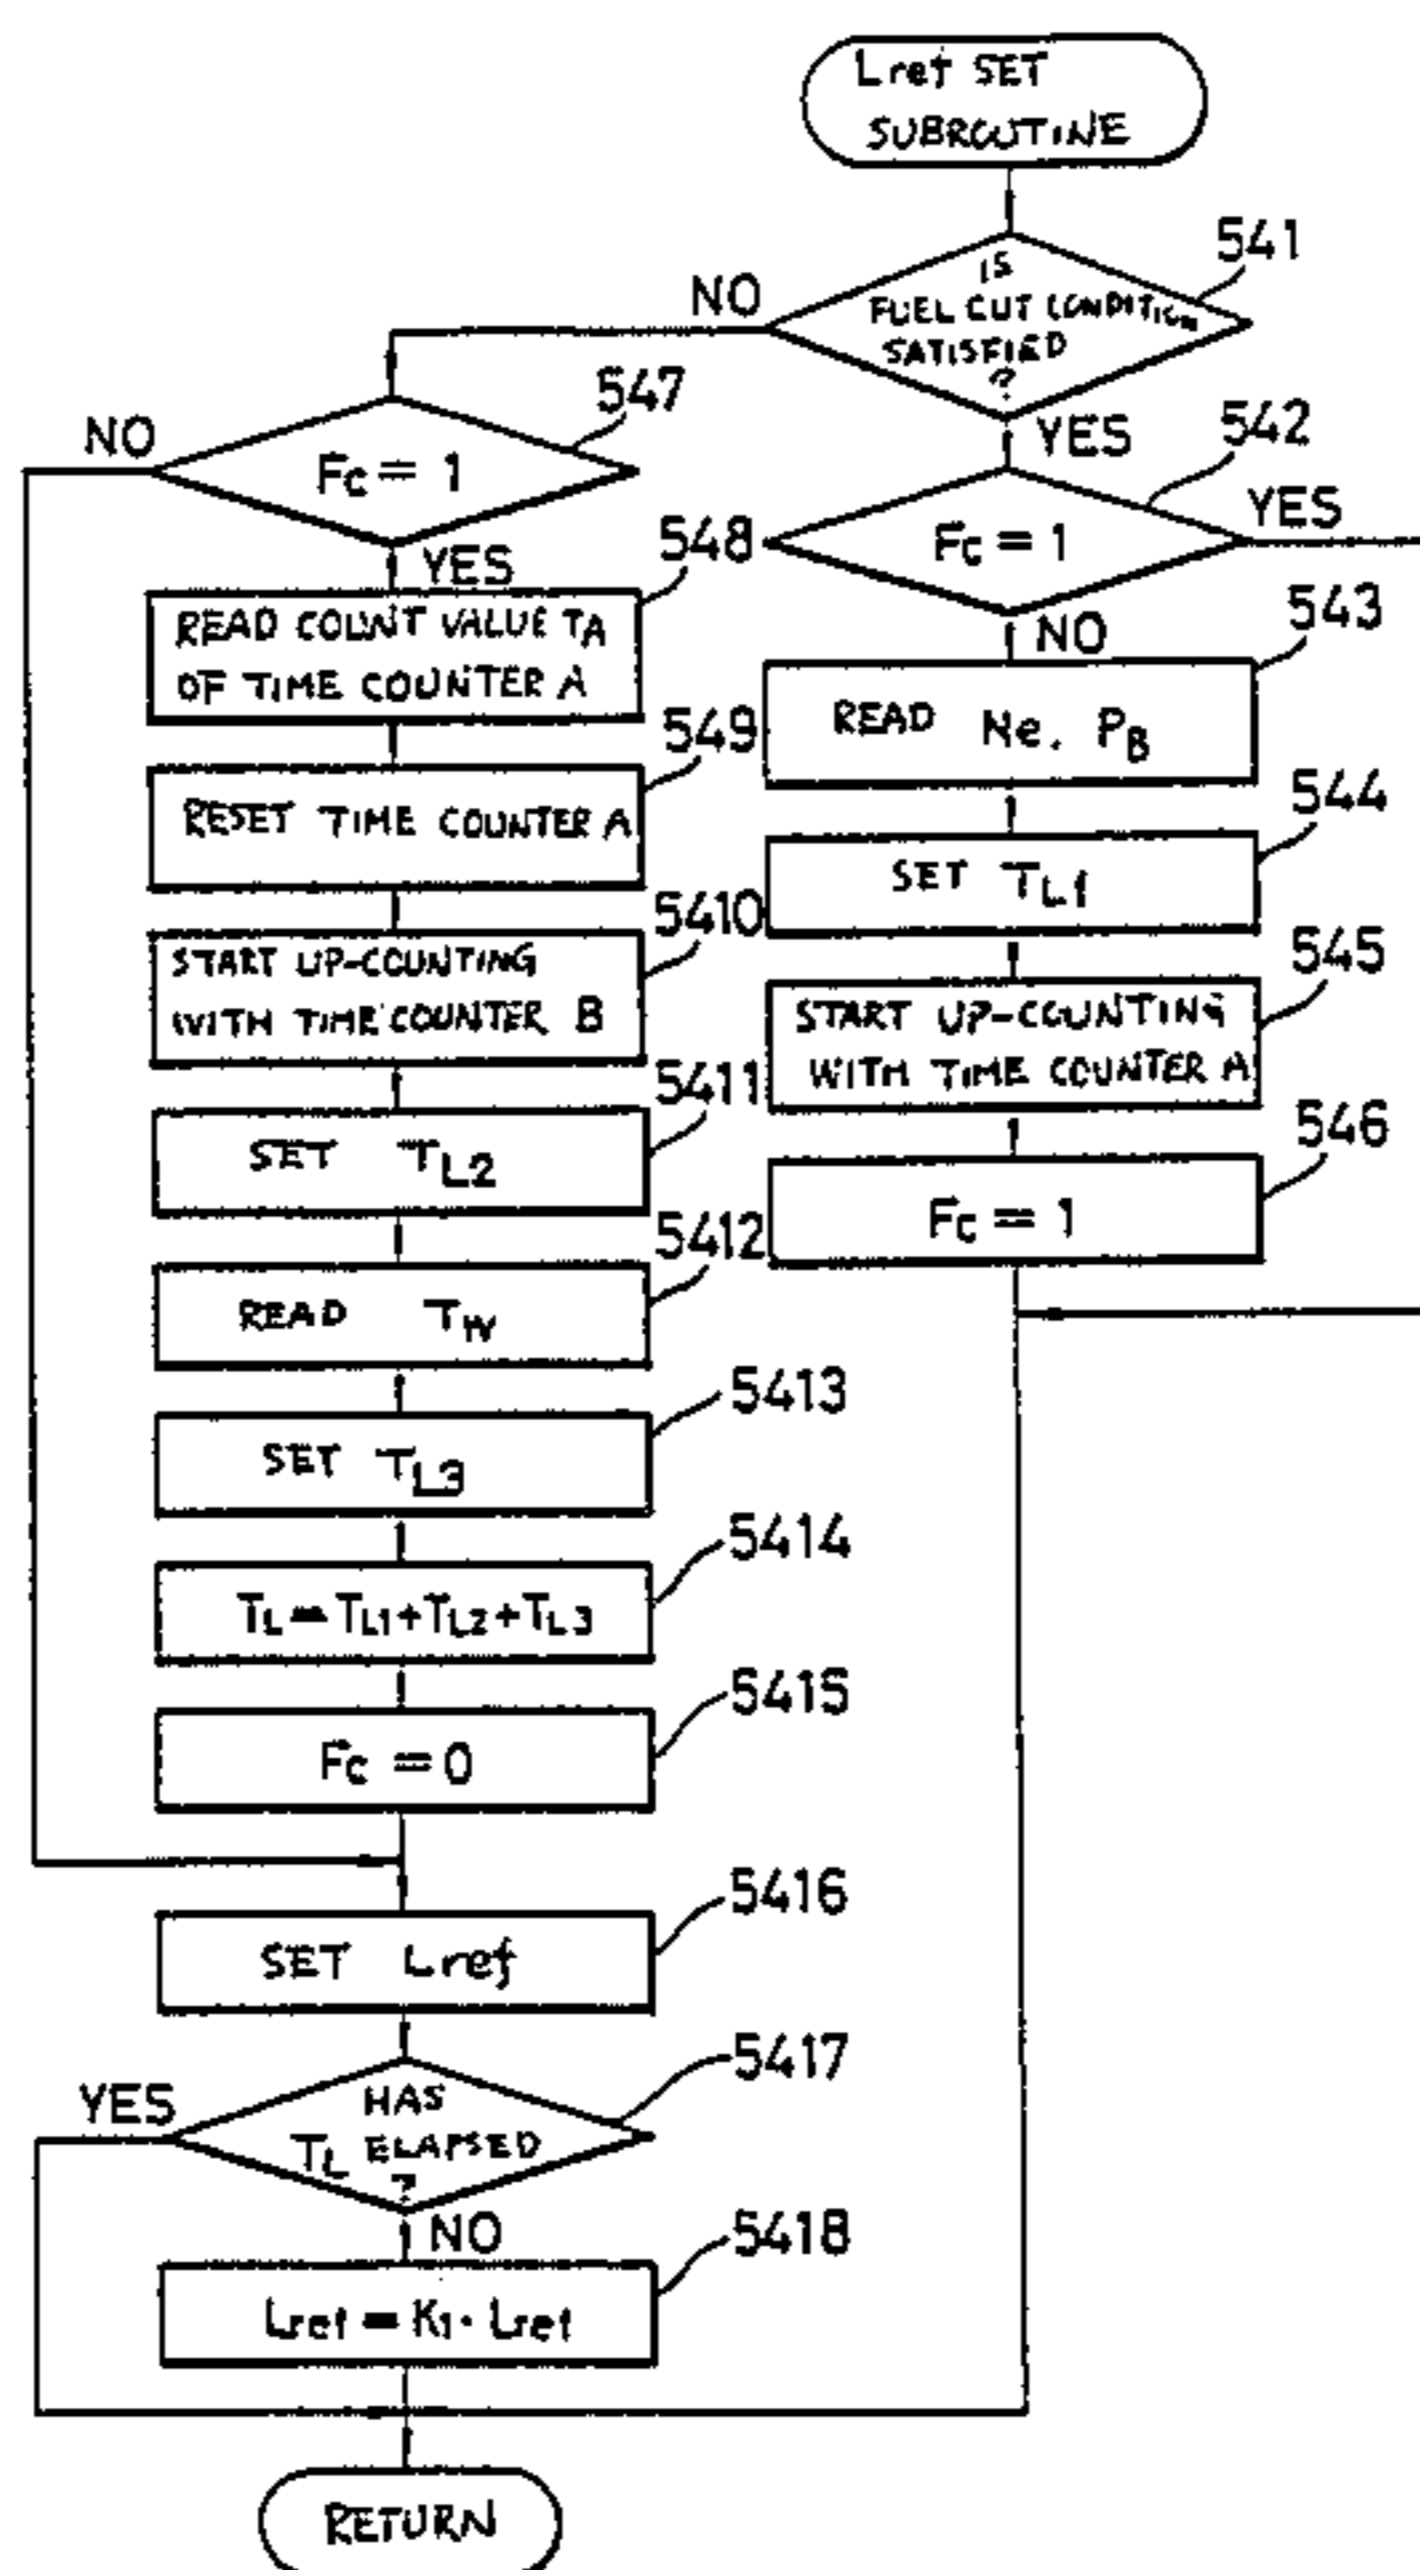 Lref SET
SUBROUTINE
541
IS
FUEL CUT CONDITION
SATISFIED
?
NO
YES
547
NO
Fc = 1
YES
542
Fc = 1
YES
NO
548
READ COUNT VALUE TA
OF TIME COUNTER A
543
READ Ne. PB
549
RESET TIME COUNTER A
544
SET TL1
5410
START UP-COUNTING
WITH TIME COUNTER B
545
START UP-COUNTING
WITH TIME COUNTER A
5411
SET TL2
546
Fc = 1
5412
READ TW
5413
SET TL3
5414
TL = TL1 + TL2 + TL3
5415
Fc = 0
5416
SET Lref
5417
YES
HAS
TL ELAPSED
?
NO
5418
Lref = K1 · Lref
RETURN